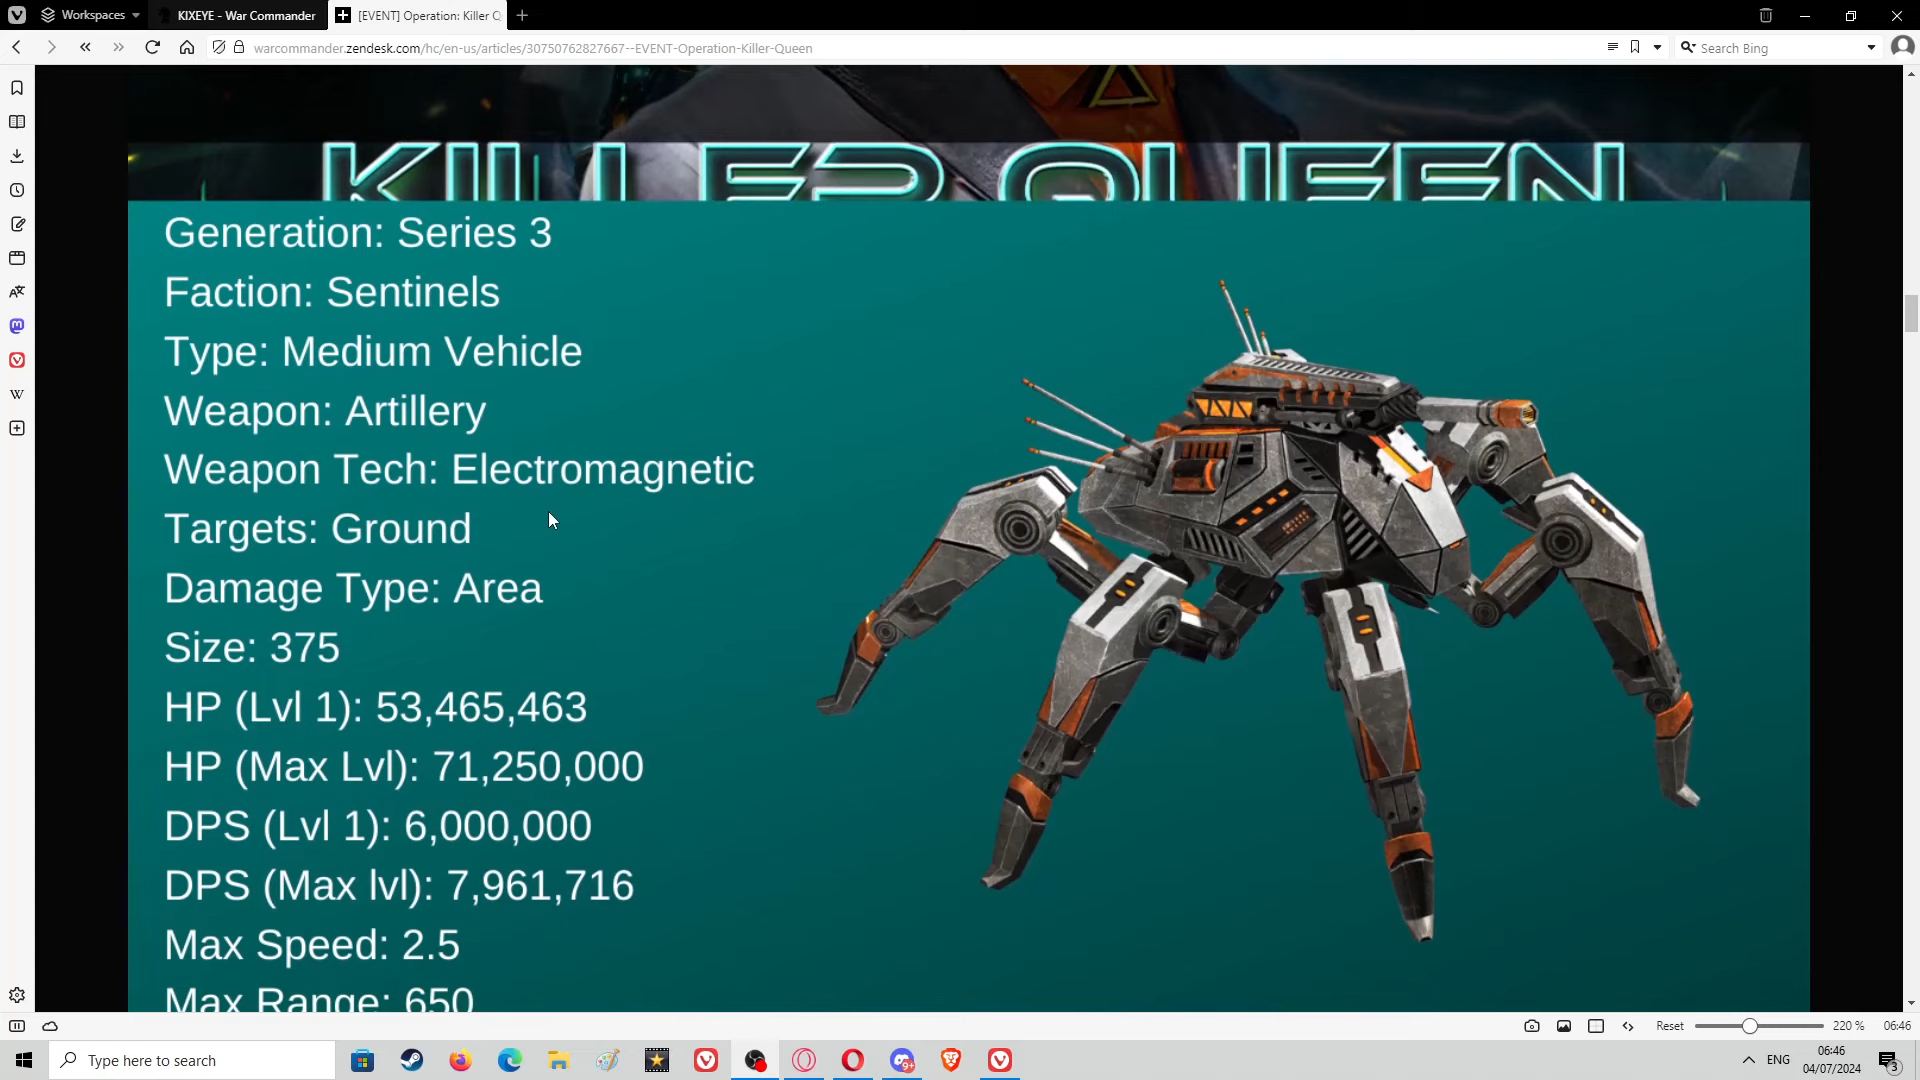 Workspaces
KIXEYE - War Commander
[EVENT] Operation: Killer Q
warcommander.zendesk.com/hc/en-us/articles/30750762827667--EVENT-Operation-Killer-Queen
Search Bing
KILLER QUEEN
Generation: Series 3
Faction: Sentinels
Type: Medium Vehicle
Weapon: Artillery
Weapon Tech: Electromagnetic
Targets: Ground
Damage Type: Area
Size: 375
HP (Lvl 1): 53,465,463
HP (Max Lvl): 71,250,000
DPS (Lvl 1): 6,000,000
DPS (Max lvl): 7,961,716
Max Speed: 2.5
Max Range: 650
Reset
220 %
06:46
Type here to search
9+
ENG
06:46
04/07/2024
3